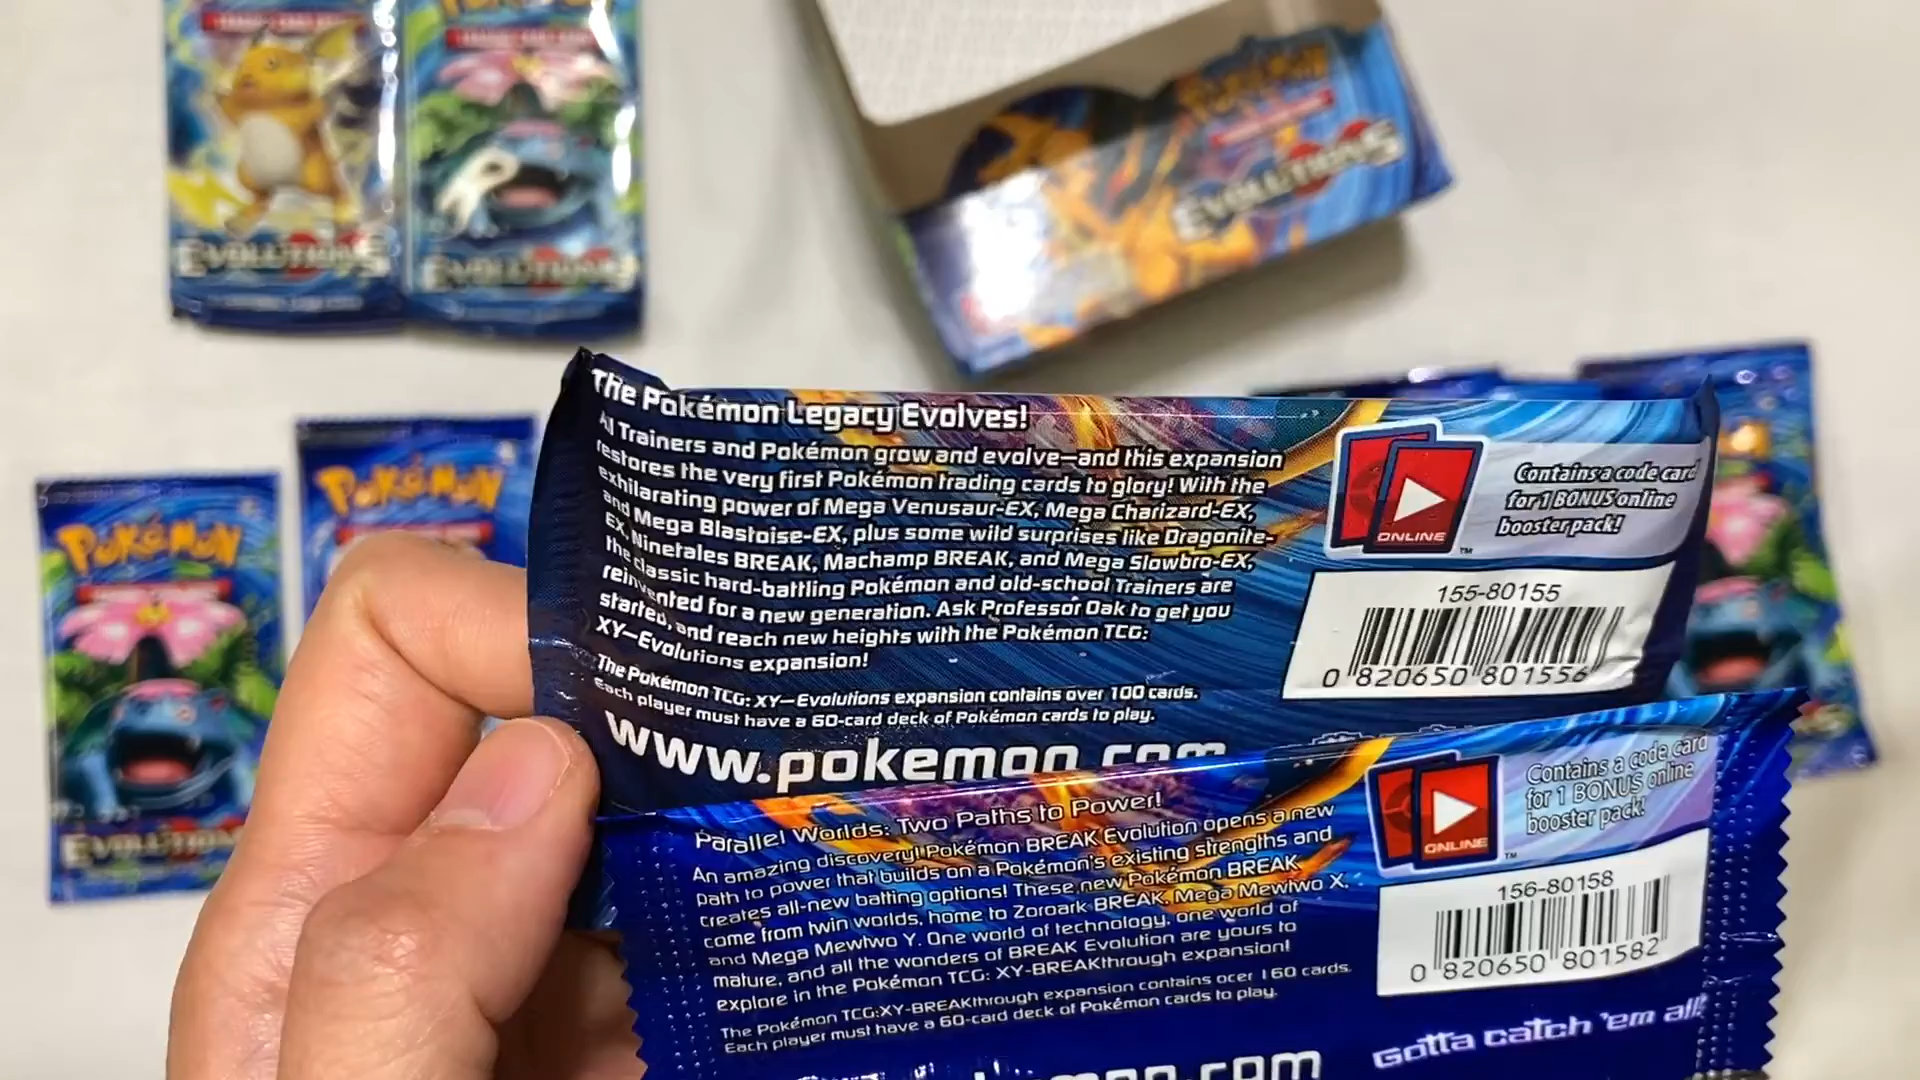 EVOLUTIONS
EVOLUTIONS
Pokémon
EVOLUTIONS
Pokémon
Pokémon
EVOLUTIONS
The Pokémon Legacy Evolves!
All Trainers and Pokémon grow and evolve—and this expansion
restores the very first Pokémon trading cards to glory! With the
exhilarating power of Mega Venusaur-EX, Mega Charizard-EX,
and Mega Blastoise-EX, plus some wild surprises like Dragonite-
EX, Ninetales BREAK, Machamp BREAK, and Mega Slowbro-EX,
the classic hard-battling Pokémon and old-school Trainers are
reinvented for a new generation. Ask Professor Oak to get you
started, and reach new heights with the Pokémon TCG:
XY—Evolutions expansion!
The Pokémon TCG: XY—Evolutions expansion contains over 100 cards.
Each player must have a 60-card deck of Pokémon cards to play.
www.pokemon.com
ONLINE
TM
Contains a code card
for 1 BONUS online
booster pack!
155-80155
0 820650 801556
Parallel Worlds: Two Paths to Power!
An amazing discovery! Pokémon BREAK Evolution opens a new
path to power that builds on a Pokémon's existing strengths and
creates all-new batting options! These new Pokémon BREAK
come from twin worlds, home to Zoroark BREAK, Mega Mewtwo X,
and Mega Mewtwo Y. One world of technology, one world of
mature, and all the wonders of BREAK Evolution are yours to
explore in the Pokémon TCG: XY-BREAKthrough expansion!
The Pokémon TCG:XY-BREAKthrough expansion contains ocer 160 cards.
Each player must have a 60-card deck of Pokémon cards to play.
ONLINE
TM
Contains a code card
for 1 BONUS online
booster pack!
156-80158
0 820650 801582
Gotta catch 'em all!